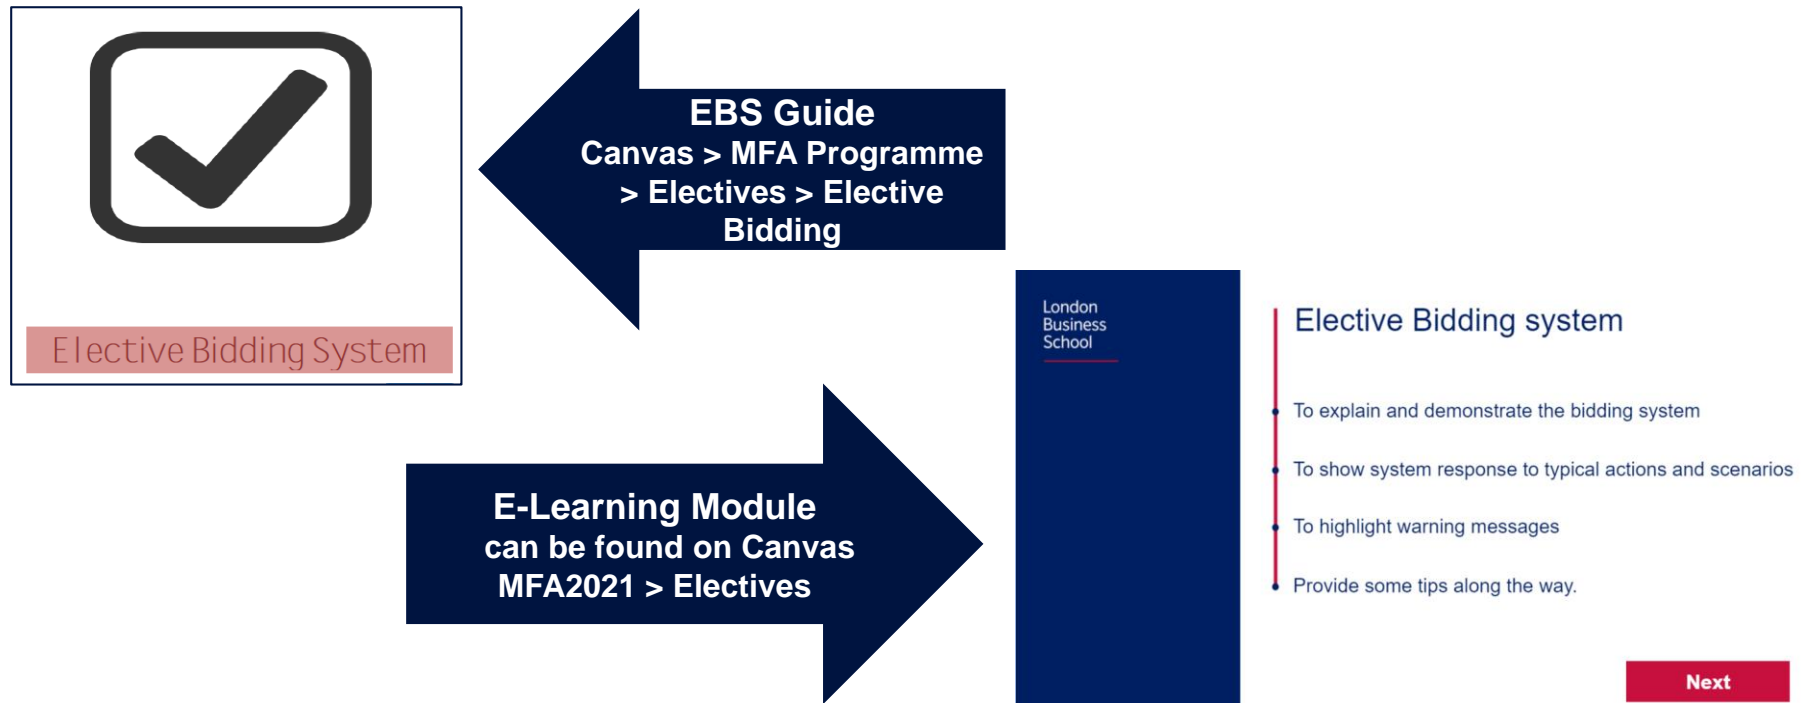 Elective Bidding System
EBS Guide
Canvas > MFA Programme
> Electives > Elective
Bidding
E-Learning Module
can be found on Canvas
MFA2021 > Electives
London
Business
School
Elective Bidding system
To explain and demonstrate the bidding system
To show system response to typical actions and scenarios
To highlight warning messages
Provide some tips along the way.
Next